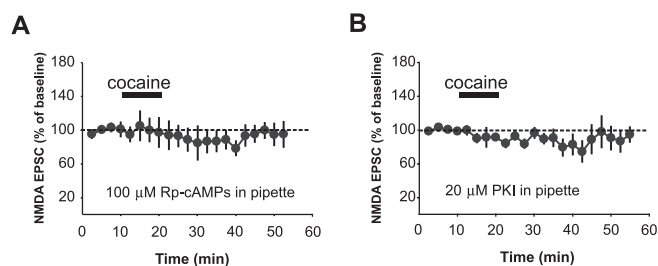 A
NMDA EPSC (% of baseline)
180
140
100
60
20
cocaine
100 μM Rp-cAMPs in pipette
0 10 20 30 40 50 60
Time (min)
B
NMDA EPSC (% of baseline)
180
140
100
60
20
cocaine
20 μM PKI in pipette
0 10 20 30 40 50 60
Time (min)